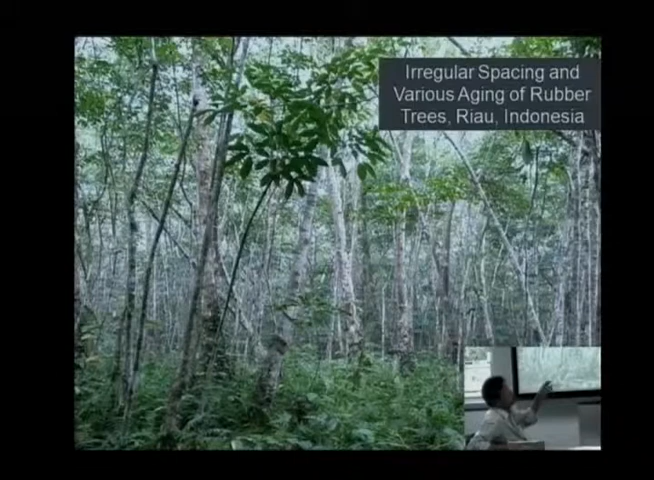 Irregular Spacing and
Various Aging of Rubber
Trees, Riau, Indonesia